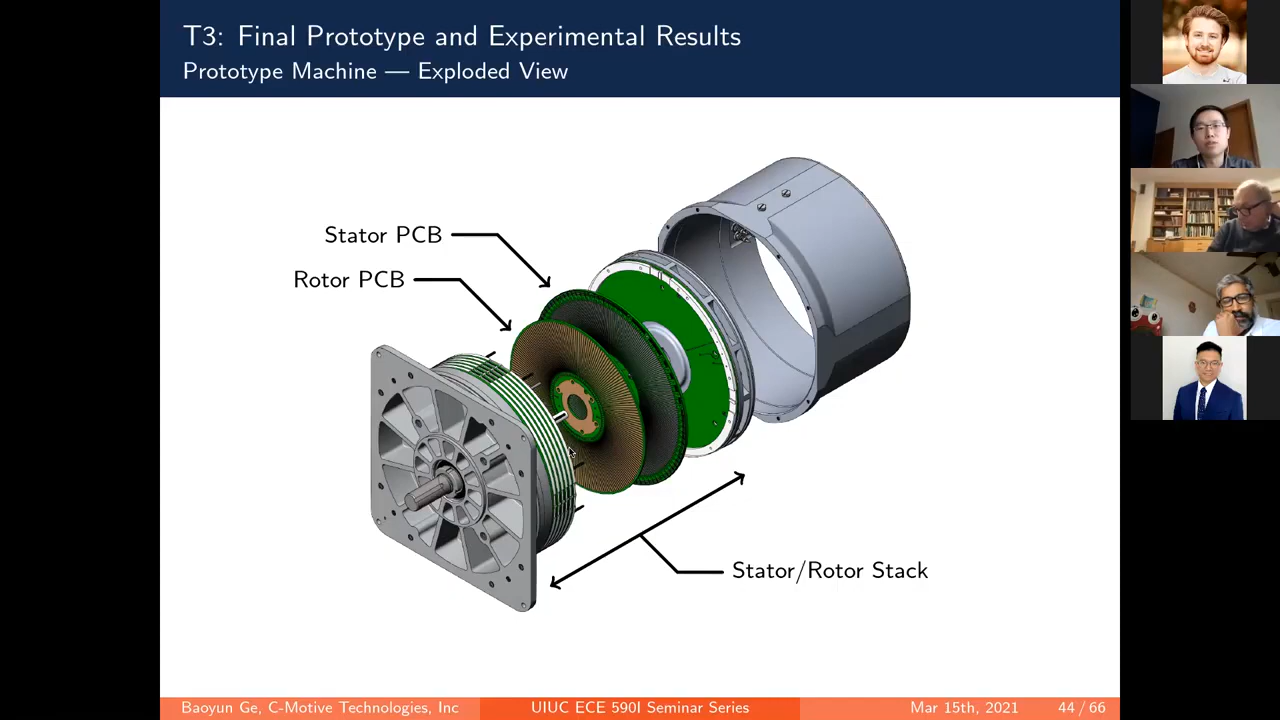 T3: Final Prototype and Experimental Results
Prototype Machine — Exploded View
Stator PCB
Rotor PCB
Stator/Rotor Stack
Baoyun Ge, C-Motive Technologies, Inc
UIUC ECE 590I Seminar Series
Mar 15th, 2021
44 / 66